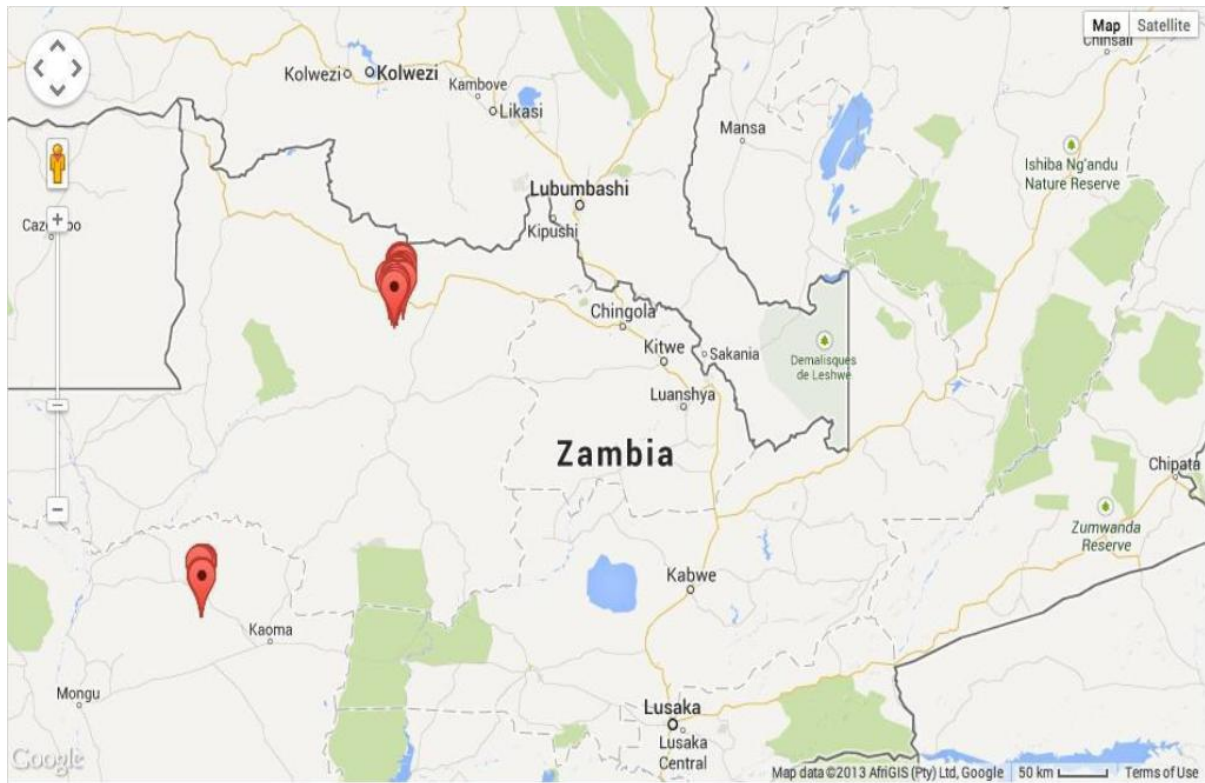 Map Satellite
Chinsali
Kolwezi
Kolwezi
Kambove
Likasi
Mansa
Ishiba Ng'andu
Nature Reserve
Lubumbashi
Kipushi
Chingola
Kitwe
Sakania
Demalisques
de Leshwe
Luanshya
Zambia
Chipata
Zumwanda
Reserve
Kabwe
Kaoma
Mongu
Lusaka
Lusaka
Central
Google
Map data ©2013 AfriGIS (Pty) Ltd, Google
50 km
Terms of Use